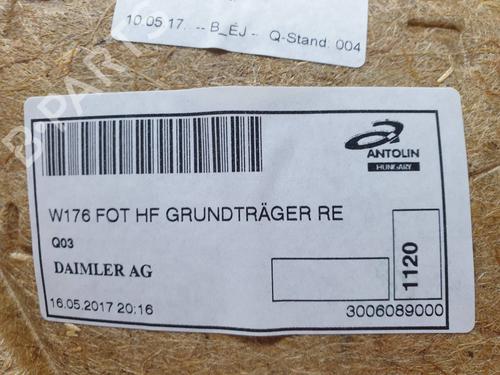 10.05.17. -- B_EJ - Q-Stand: 004
ANTOLIN
HUNGARY
W176 FOT HF GRUNDTRÄGER RE
Q03
DAIMLER AG
1120
16.05.2017 20:16
3006089000
B-PARTS